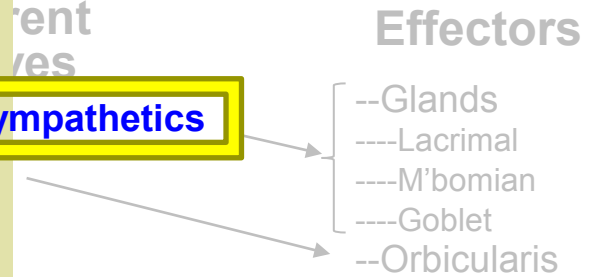 rent
Effectors
ves
ympathetics
--Glands
----Lacrimal
----M'bomian
----Goblet
--Orbicularis